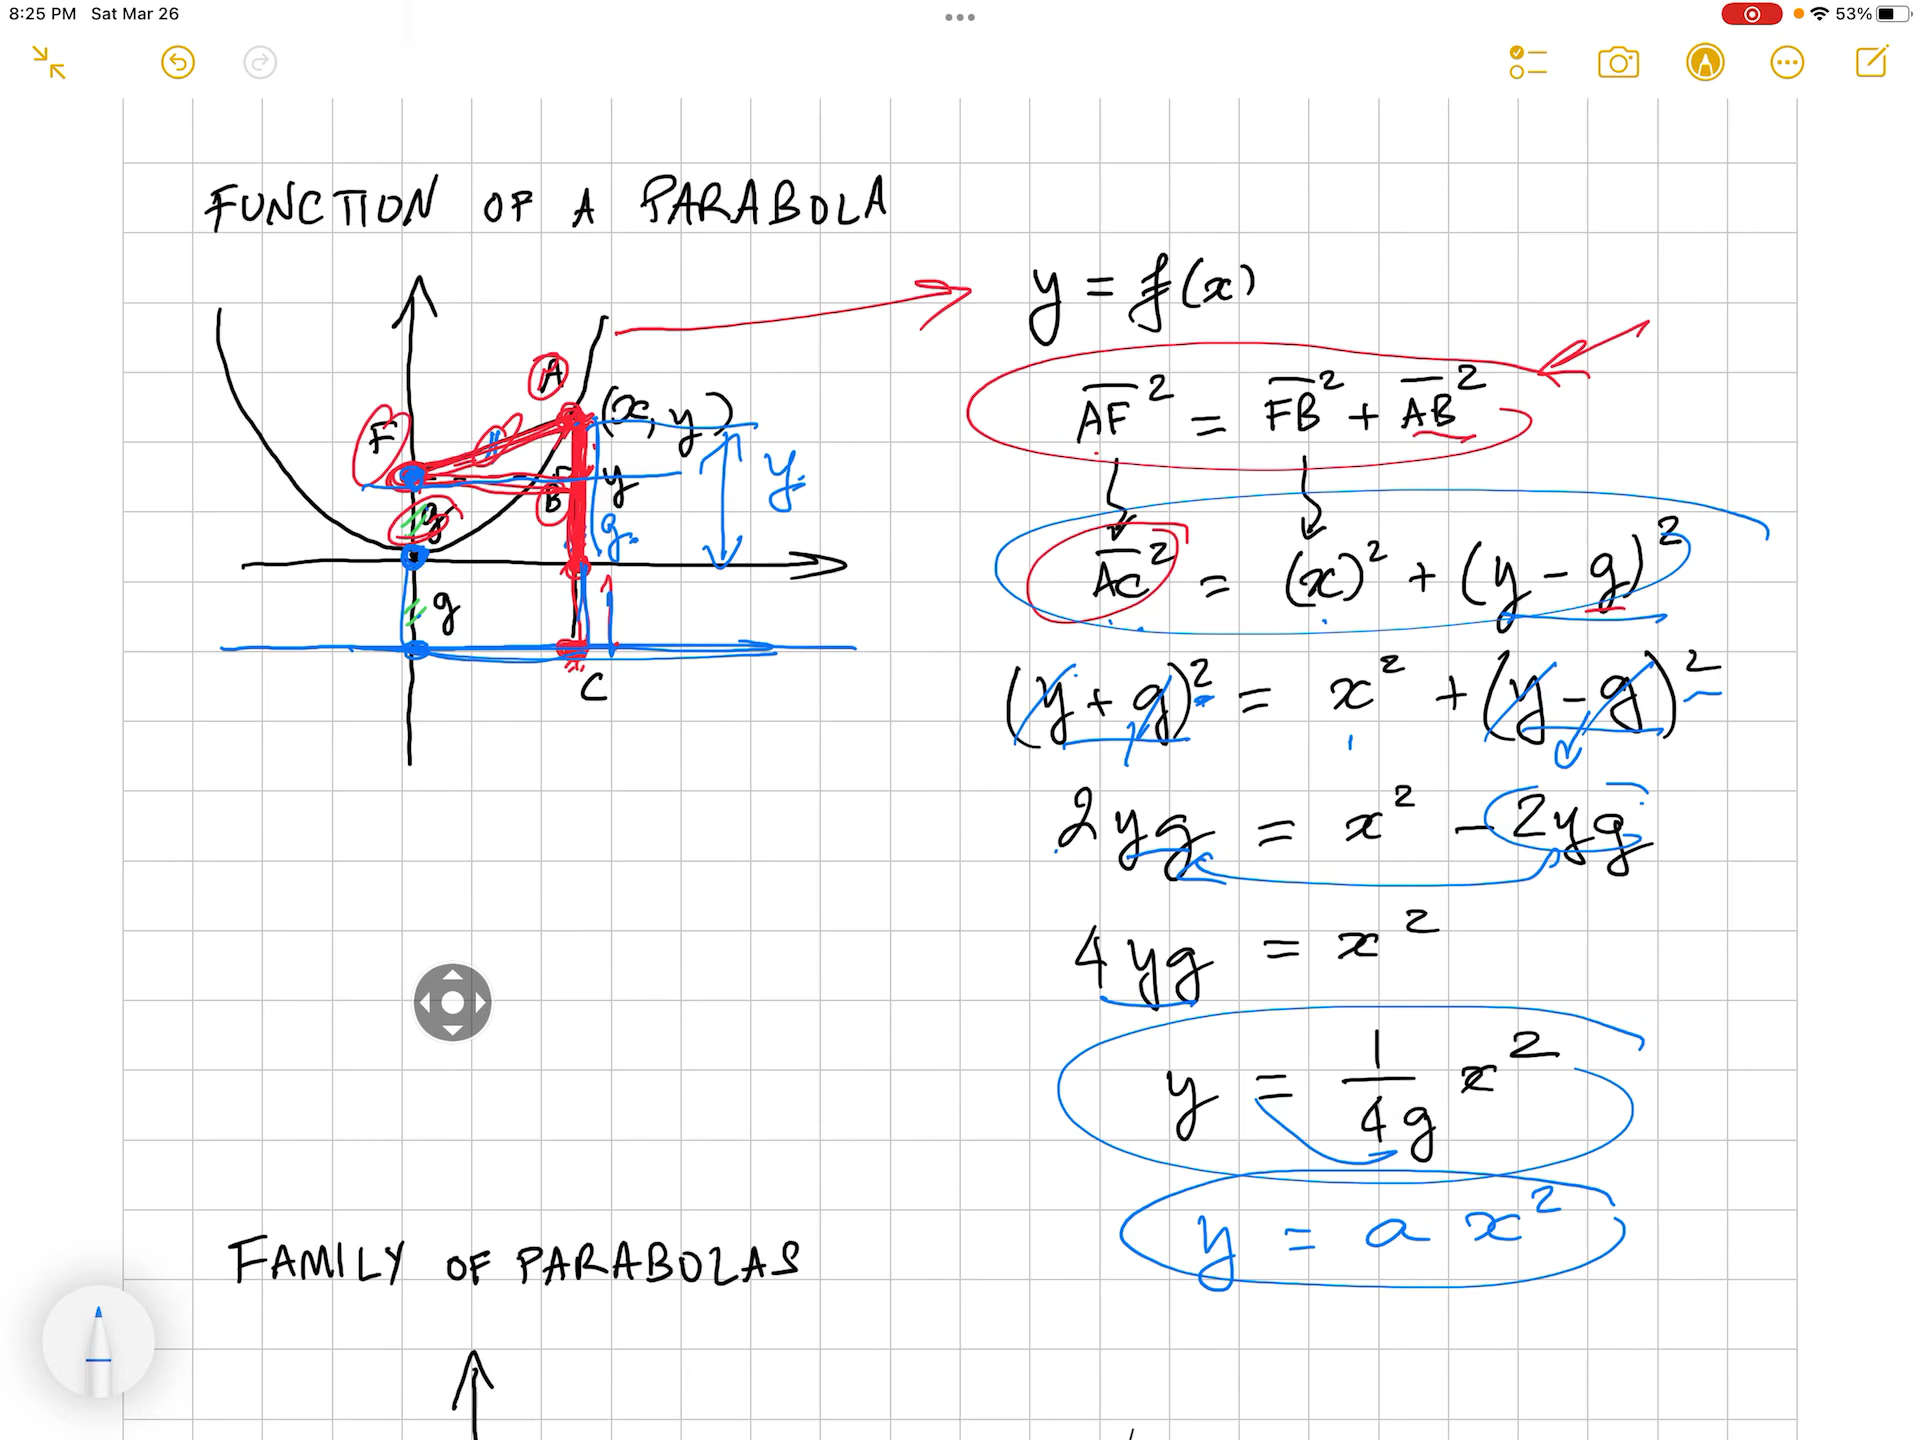 8:25 PM Sat Mar 26
53%
FUNCTION OF A PARABOLA
y = f(x)
A
(x, y)
F
y
y
B
g
g
g
C
AF² = FB² + AB²
AC² = (x)² + (y - g)²
(y + g)² = x² + (y - g)²
2yg = x² - 2yg
4yg = x²
y = 1/4g x²
y = a x²
FAMILY OF PARABOLAS